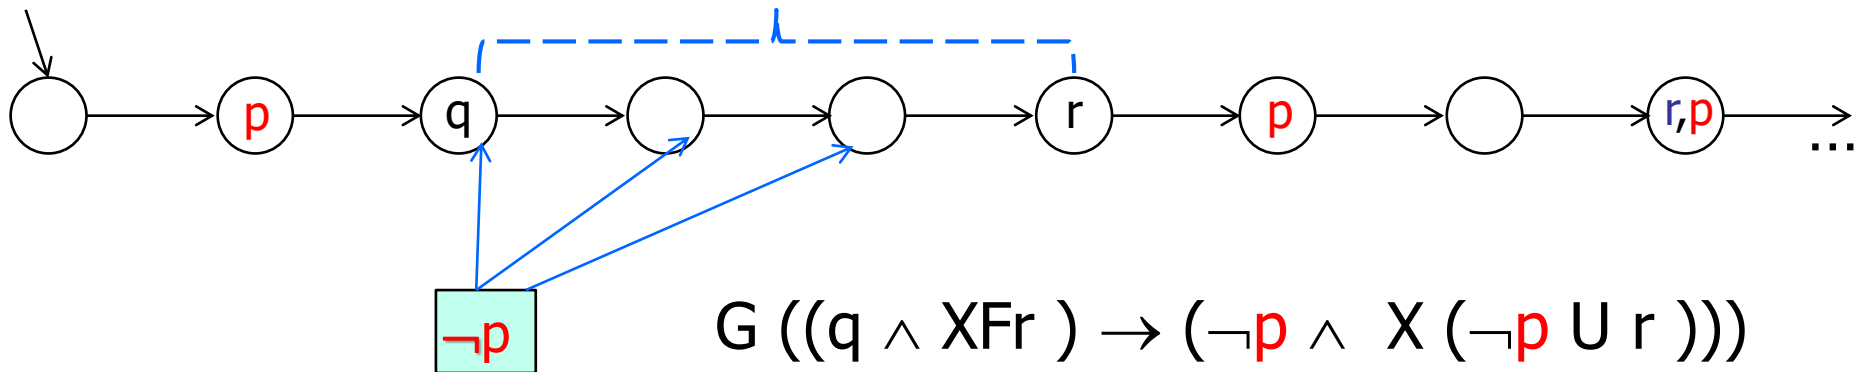 p q r p r,p
...
¬p
G ((q ∧ XFr ) → (¬p ∧ X (¬p U r )))